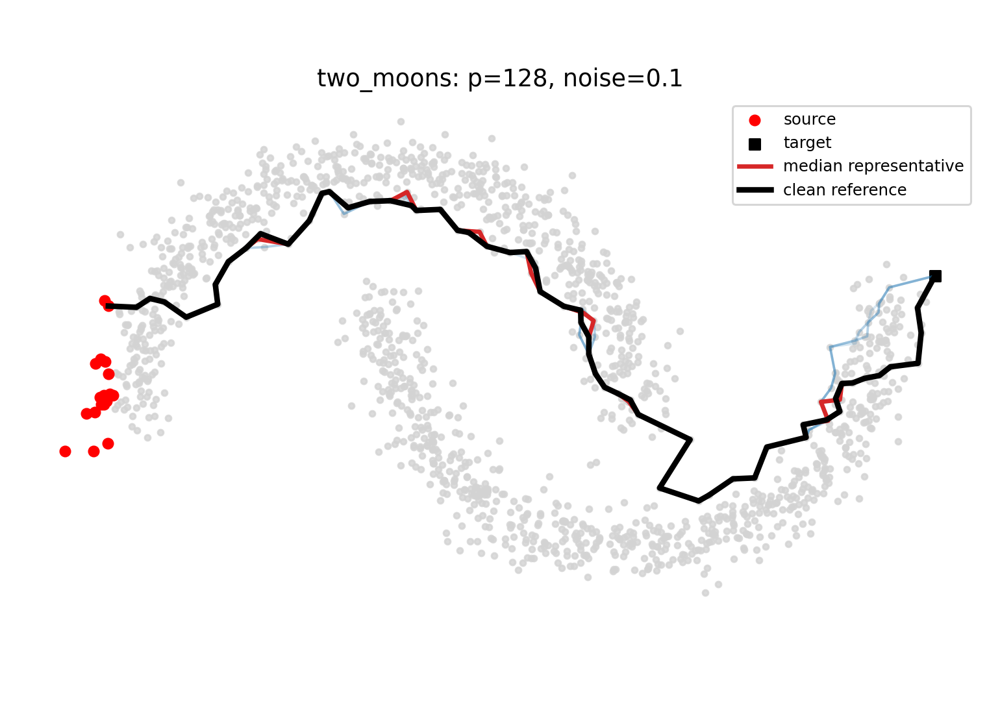 two_moons: p=128, noise=0.1
source
target
median representative
clean reference